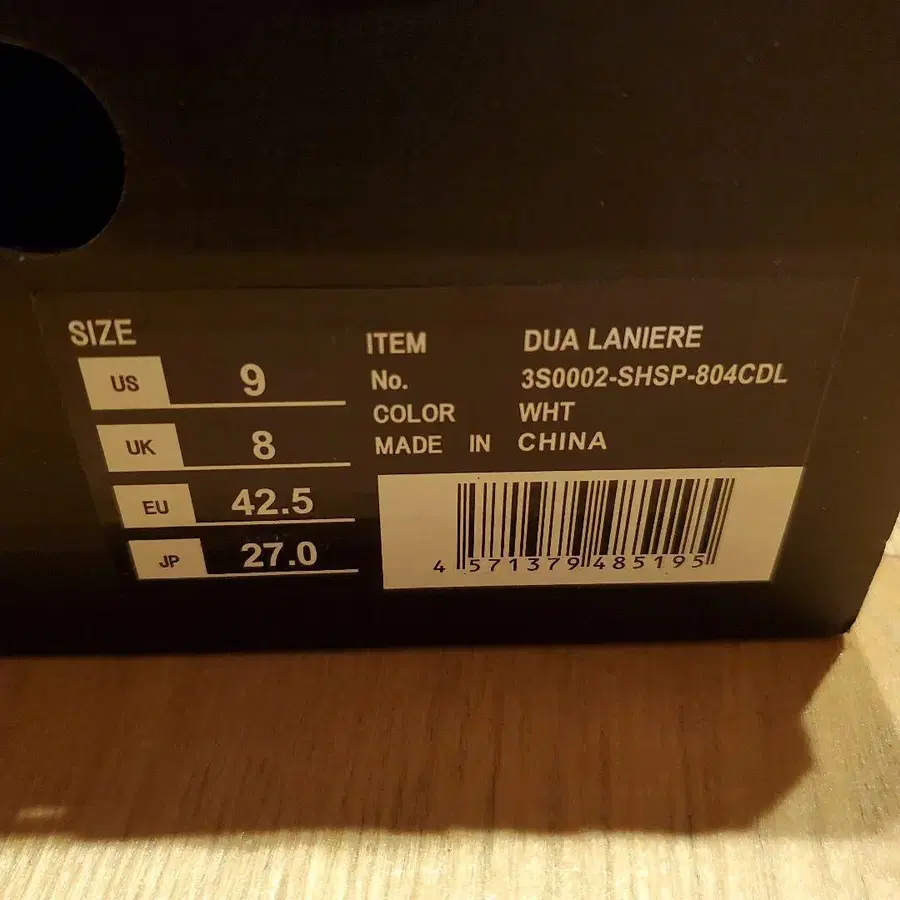 SIZE
US 9
UK 8
EU 42.5
JP 27.0
ITEM DUA LANIERE
No. 3S0002-SHSP-804CDL
COLOR WHT
MADE IN CHINA
4 571379 485195